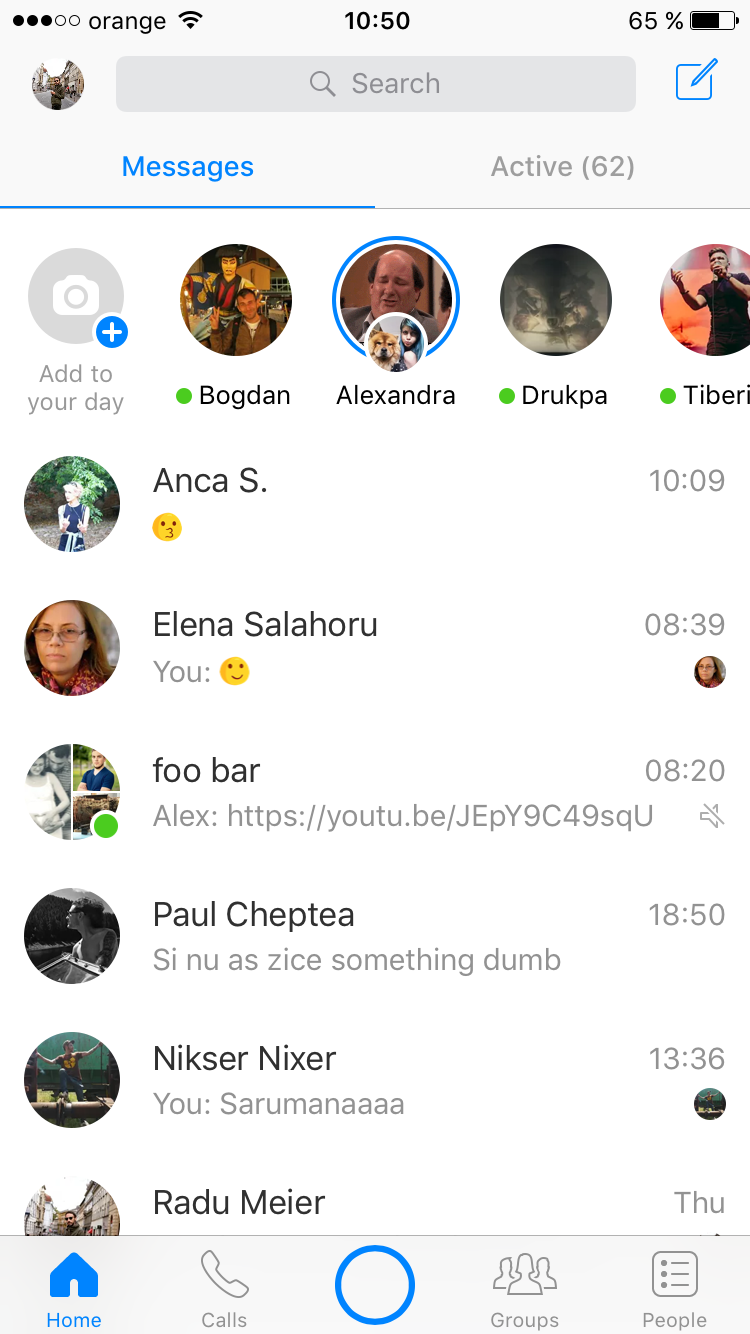 orange 10:50 65 %
Search
Messages Active (62)
Add to
your day
Bogdan Alexandra Drukpa Tiberi
Anca S. 10:09
😗
Elena Salahoru 08:39
You: 🙂
foo bar 08:20
Alex: https://youtu.be/JEpY9C49sqU
Paul Cheptea 18:50
Si nu as zice something dumb
Nikser Nixer 13:36
You: Sarumanaaaa
Radu Meier Thu
Home Calls Groups People